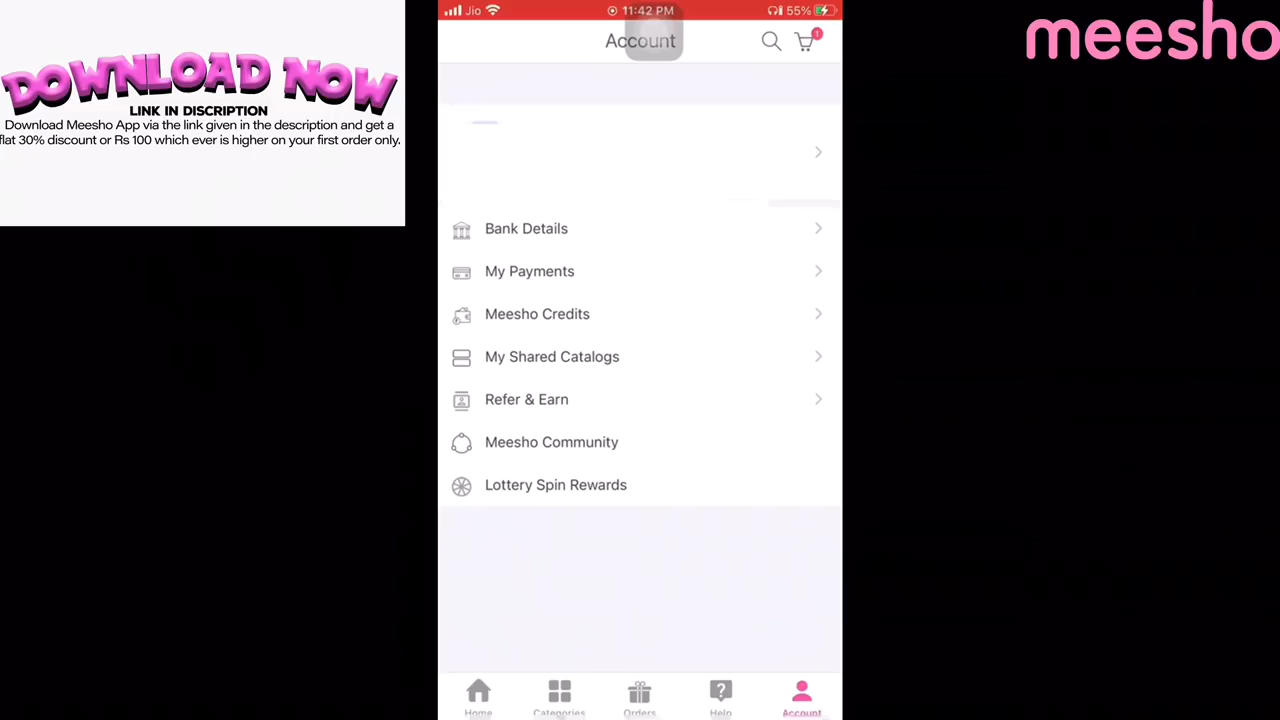 DOWNLOAD NOW
LINK IN DISCRIPTION
Download Meesho App via the link given in the description and get a
flat 30% discount or Rs 100 which ever is higher on your first order only.
Jio
11:42 PM
55%
Account
1
Bank Details
My Payments
Meesho Credits
My Shared Catalogs
Refer & Earn
Meesho Community
Lottery Spin Rewards
Home
Categories
Orders
Help
Account
meesho